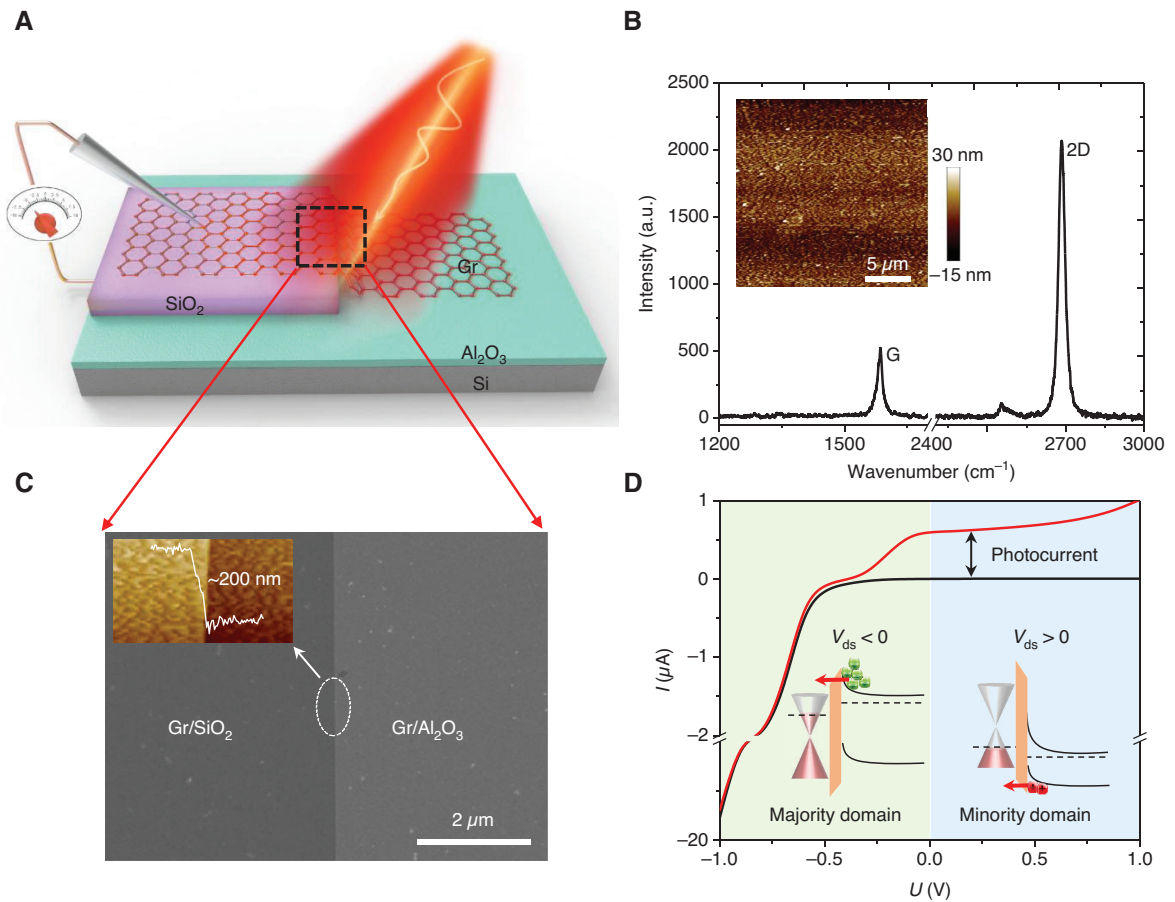 A
SiO₂
Gr
Al₂O₃
Si
B
2500
2000
1500
1000
500
0
Intensity (a.u.)
30 nm
−15 nm
5 µm
G
2D
1200
1500
2400
2700
3000
Wavenumber (cm⁻¹)
C
~200 nm
Gr/SiO₂
Gr/Al₂O₃
2 µm
D
1
0
−1
−2
−20
I (µA)
Photocurrent
V_ds < 0
V_ds > 0
Majority domain
Minority domain
−1.0
−0.5
0.0
0.5
1.0
U (V)